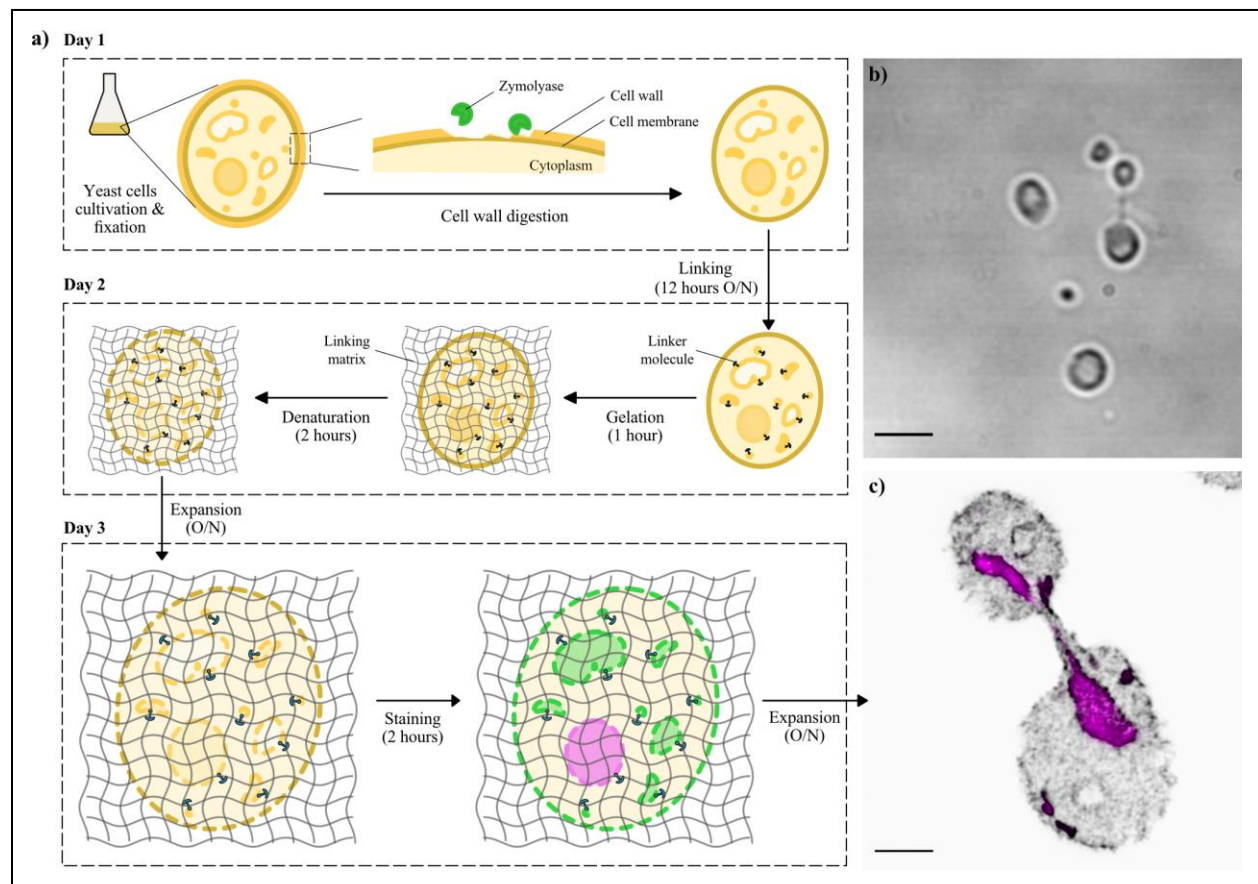 a)
Day 1
Zymolyase
Cell wall
Cell membrane
Cytoplasm
Yeast cells
cultivation &
fixation
Cell wall digestion
Linking
(12 hours O/N)
Day 2
Linking
matrix
Linker
molecule
Denaturation
(2 hours)
Gelation
(1 hour)
Expansion
(O/N)
Day 3
Staining
(2 hours)
Expansion
(O/N)
b)
c)